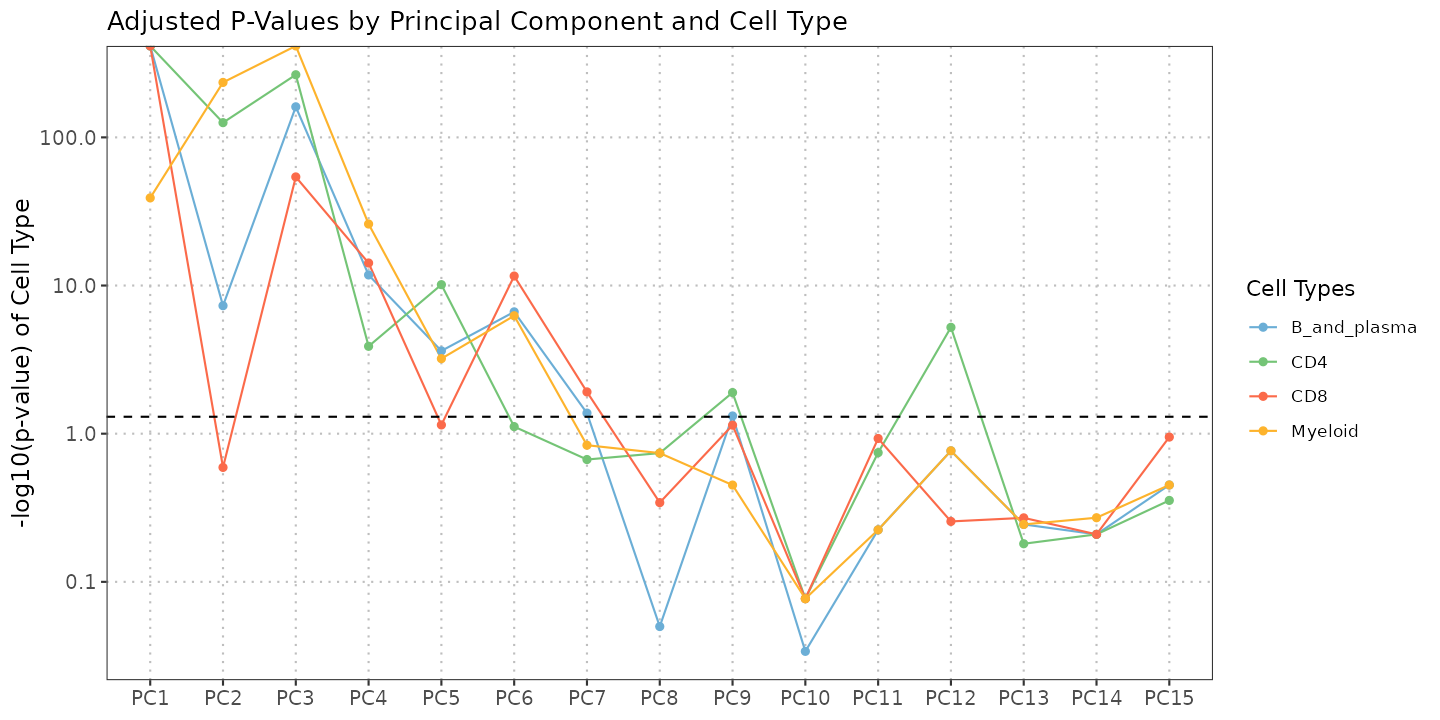 Adjusted P-Values by Principal Component and Cell Type
-log10(p-value) of Cell Type
100.0
10.0
1.0
0.1
PC1 PC2 PC3 PC4 PC5 PC6 PC7 PC8 PC9 PC10 PC11 PC12 PC13 PC14 PC15
Cell Types
B_and_plasma
CD4
CD8
Myeloid